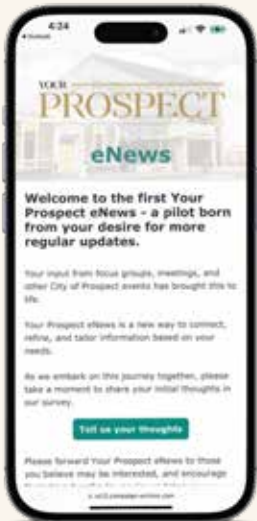 4:24
YOUR
PROSPECT
eNews
Welcome to the first Your
Prospect eNews - a pilot born
from your desire for more
regular updates.
Your input from focus groups, meetings, and
other City of Prospect events has brought this to
life.
Your Prospect eNews is a new way to connect,
refine, and tailor information based on your
needs.
As we embark on this journey together, please
take a moment to share your initial thoughts in
our survey.
Tell us your thoughts
Please forward Your Prospect eNews to those
you believe may be interested, and encourage